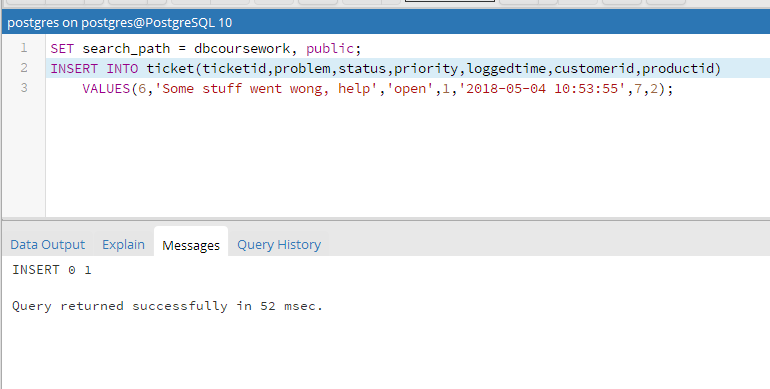 postgres on postgres@PostgreSQL 10
1 SET search_path = dbcoursework, public;
2 INSERT INTO ticket(ticketid,problem,status,priority,loggedtime,customerid,productid)
3 VALUES(6,'Some stuff went wong, help','open',1,'2018-05-04 10:53:55',7,2);
Data Output Explain Messages Query History
INSERT 0 1
Query returned successfully in 52 msec.